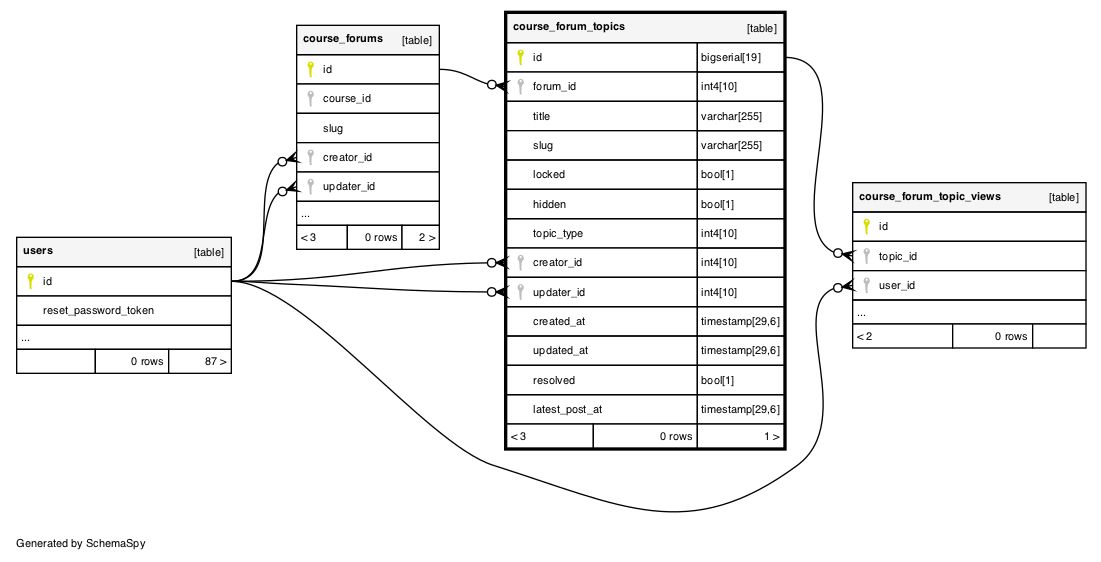 course_forums [table]
id
course_id
slug
creator_id
updater_id
...
< 3 0 rows 2 >
course_forum_topics [table]
id bigserial[19]
forum_id int4[10]
title varchar[255]
slug varchar[255]
locked bool[1]
hidden bool[1]
topic_type int4[10]
creator_id int4[10]
updater_id int4[10]
created_at timestamp[29,6]
updated_at timestamp[29,6]
resolved bool[1]
latest_post_at timestamp[29,6]
< 3 0 rows 1 >
course_forum_topic_views [table]
id
topic_id
user_id
...
< 2 0 rows
users [table]
id
reset_password_token
...
0 rows 87 >
Generated by SchemaSpy